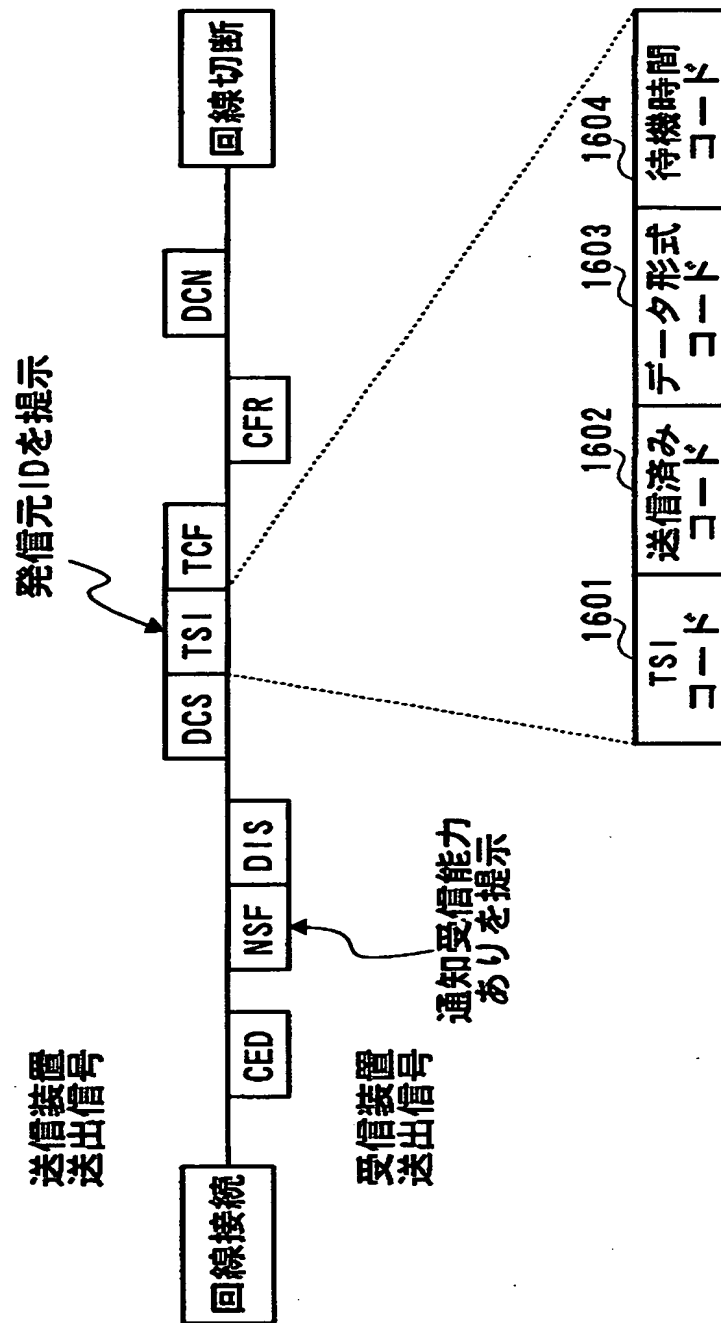 送信装置
送出信号
発信元IDを提示
DCS
TSI
TCF
DCN
回線接続
回線切断
CED
NSF
DIS
CFR
受信装置
送出信号
通知受信能力
ありを提示
1601
1602
1603
1604
TSI
コード
送信済み
コード
データ形式
コード
待機時間
コード